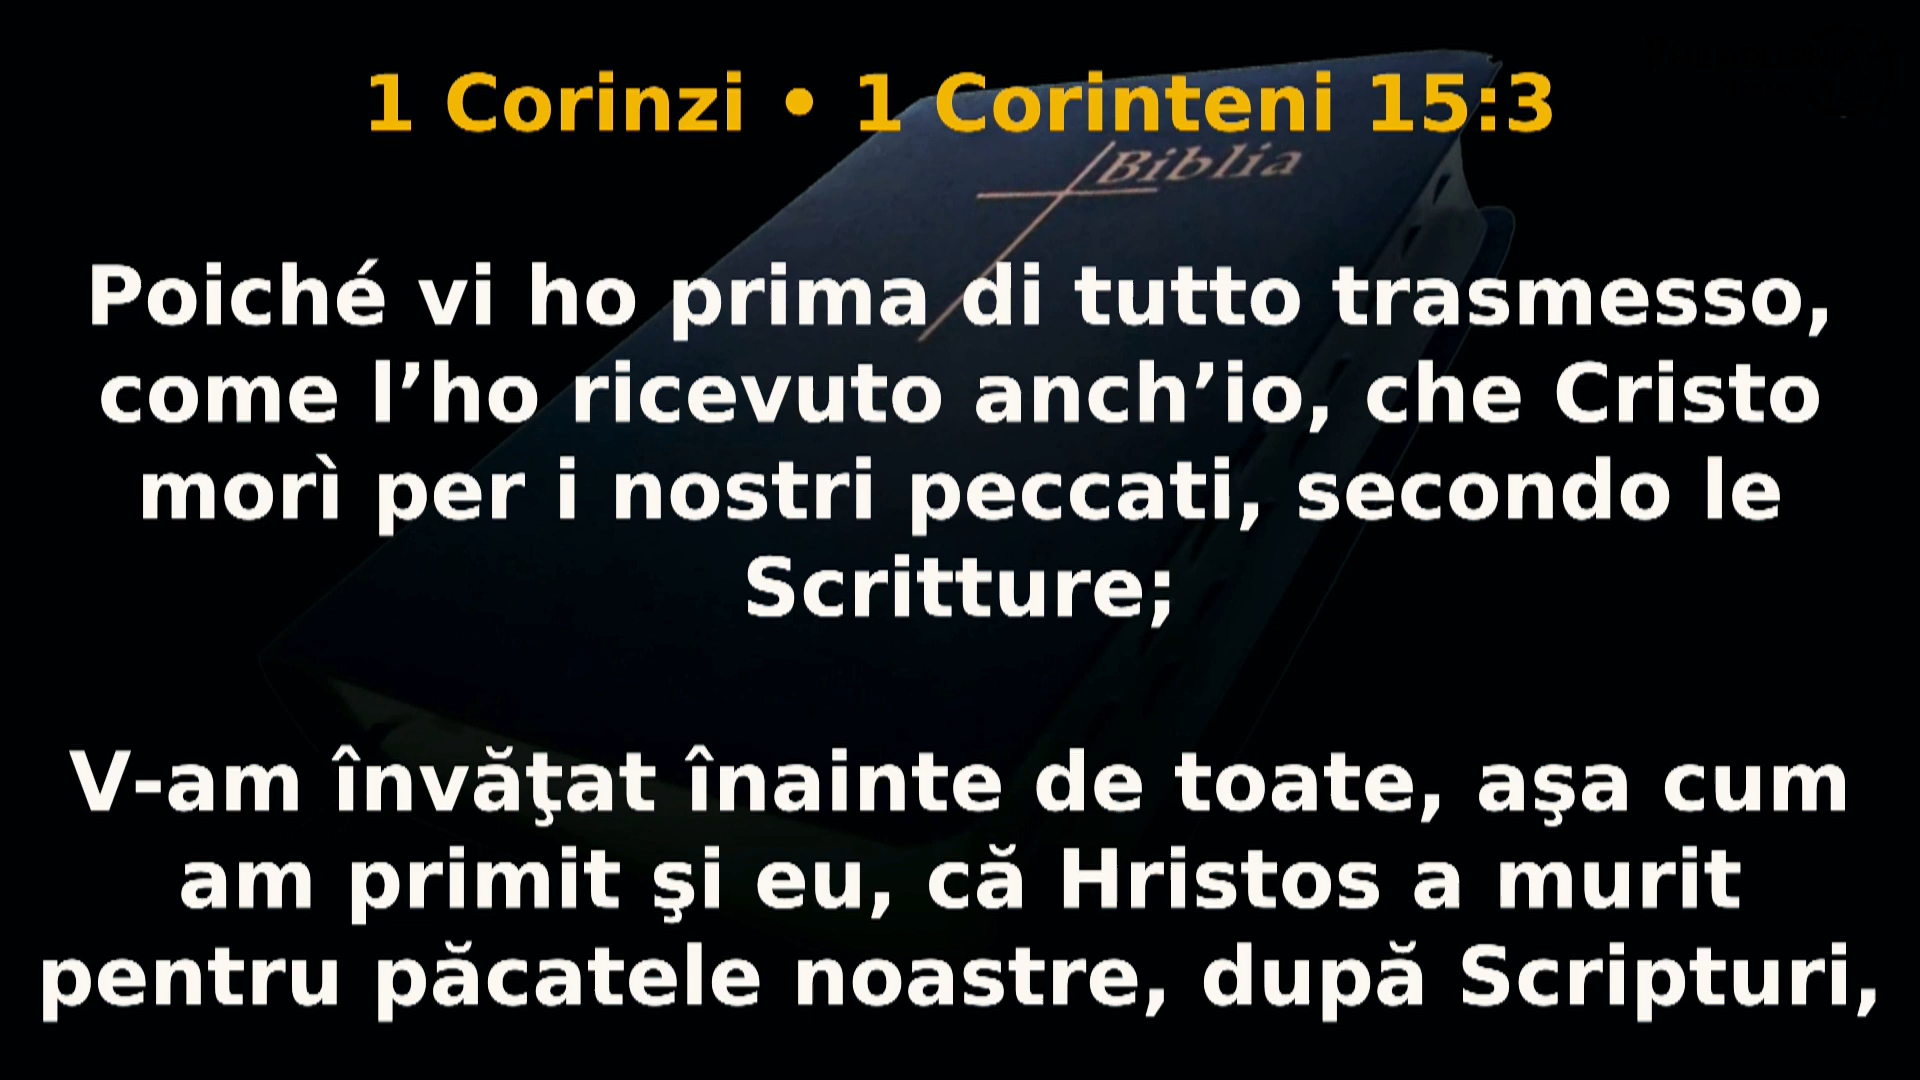 1 Corinzi • 1 Corinteni 15:3
Biblia
Poiché vi ho prima di tutto trasmesso,
come l’ho ricevuto anch’io, che Cristo
morì per i nostri peccati, secondo le
Scritture;
V-am învăţat înainte de toate, aşa cum
am primit şi eu, că Hristos a murit
pentru păcatele noastre, după Scripturi,